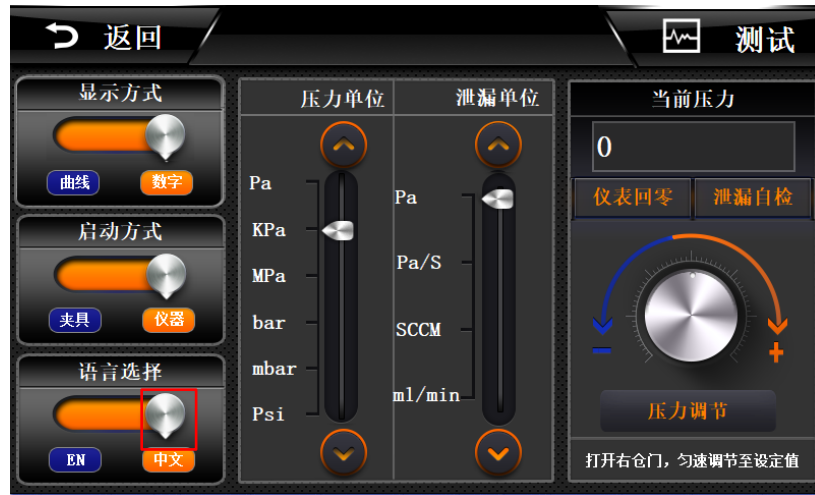 返回
测试
显示方式
曲线 数字
启动方式
夹具 仪器
语言选择
EN 中文
压力单位
Pa
KPa
MPa
bar
mbar
Psi
泄漏单位
Pa
Pa/S
SCCM
ml/min
当前压力
0
仪表回零 泄漏自检
− +
压力调节
打开右仓门，匀速调节至设定值